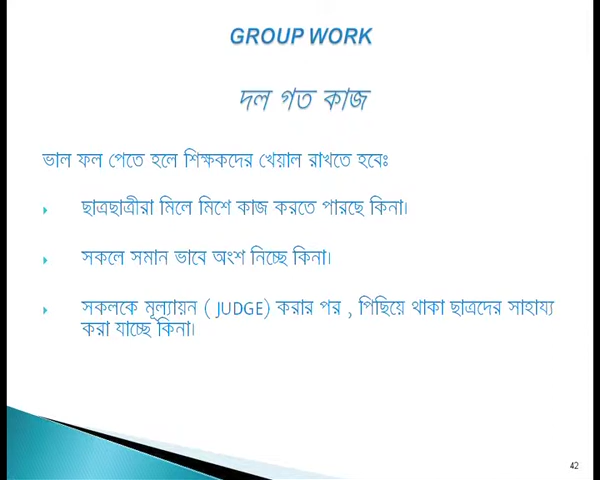 GROUP WORK
দল গত কাজ
ভাল ফল পেতে হলে শিক্ষকদের খেয়াল রাখতে হবেঃ
ছাত্রছাত্রীরা মিলে মিশে কাজ করতে পারছে কিনা।
সকলে সমান ভাবে অংশ নিচ্ছে কিনা।
সকলকে মূল্যায়ন ( JUDGE) করার পর , পিছিয়ে থাকা ছাত্রদের সাহায্য
করা যাচ্ছে কিনা।
42